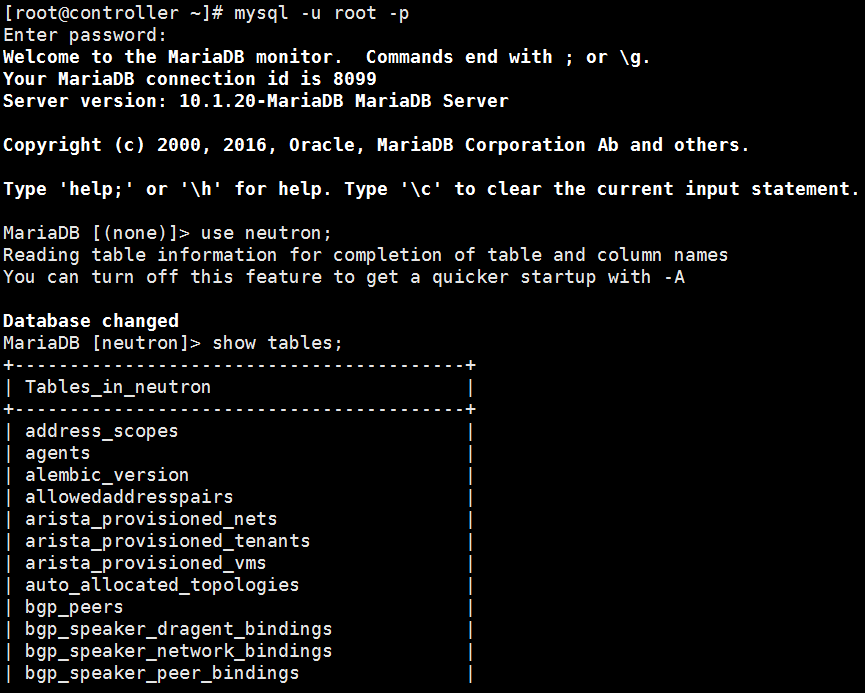 [root@controller ~]# mysql -u root -p
Enter password:
Welcome to the MariaDB monitor.  Commands end with ; or \g.
Your MariaDB connection id is 8099
Server version: 10.1.20-MariaDB MariaDB Server

Copyright (c) 2000, 2016, Oracle, MariaDB Corporation Ab and others.

Type 'help;' or '\h' for help. Type '\c' to clear the current input statement.

MariaDB [(none)]> use neutron;
Reading table information for completion of table and column names
You can turn off this feature to get a quicker startup with -A

Database changed
MariaDB [neutron]> show tables;
+-----------------------------------------+
| Tables_in_neutron                       |
+-----------------------------------------+
| address_scopes                          |
| agents                                  |
| alembic_version                         |
| allowedaddresspairs                     |
| arista_provisioned_nets                 |
| arista_provisioned_tenants              |
| arista_provisioned_vms                  |
| auto_allocated_topologies               |
| bgp_peers                               |
| bgp_speaker_dragent_bindings            |
| bgp_speaker_network_bindings            |
| bgp_speaker_peer_bindings               |